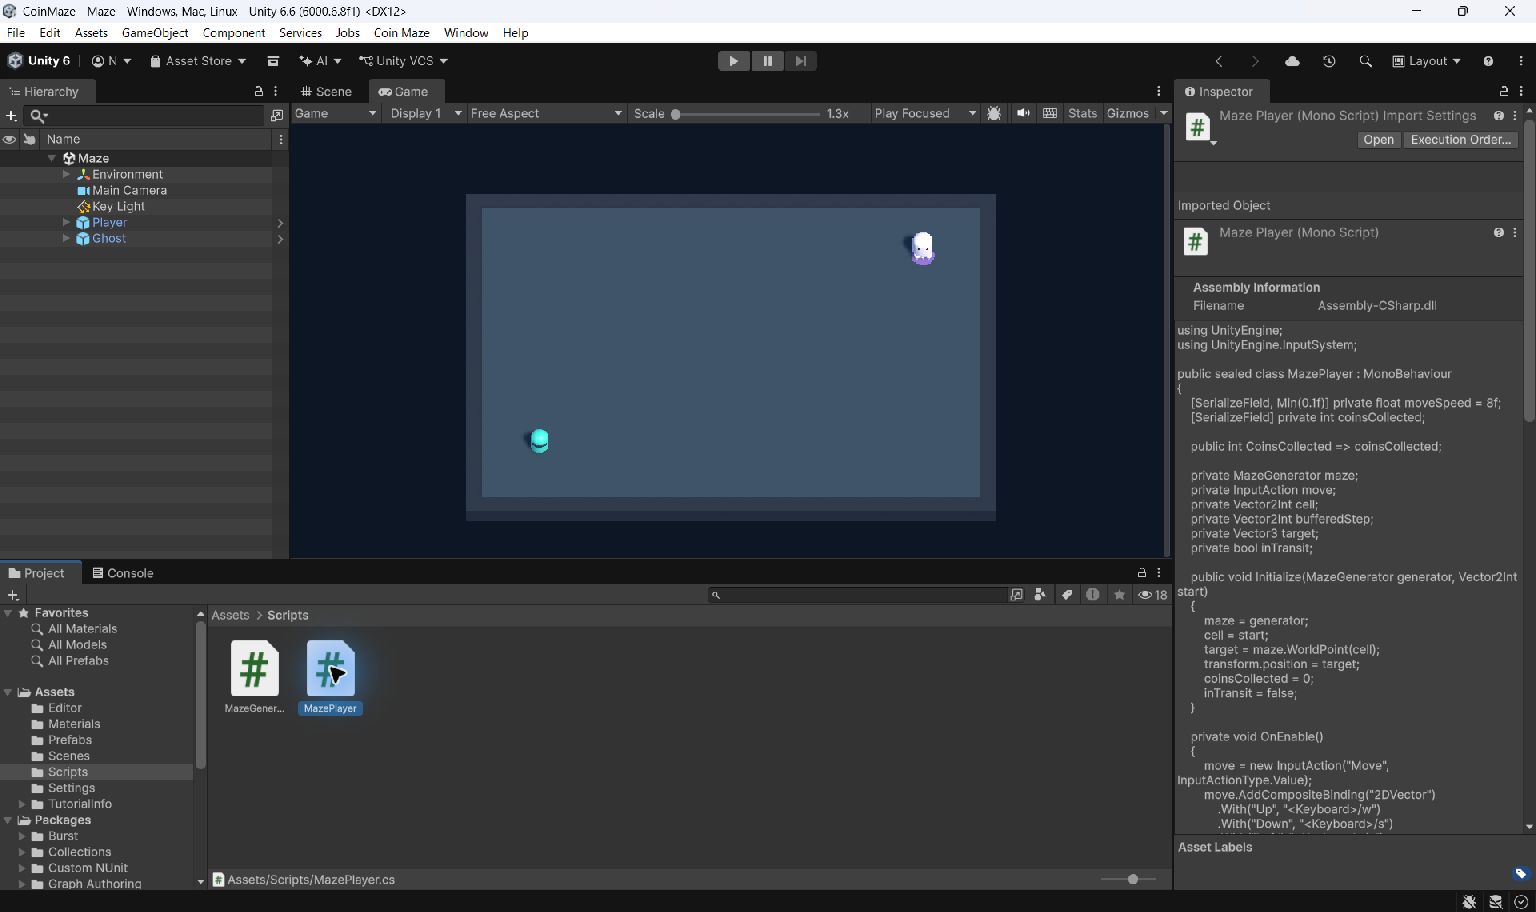 CoinMaze - Maze - Windows, Mac, Linux - Unity 6.6 (6000.6.8f1) <DX12>
File Edit Assets GameObject Component Services Jobs Coin Maze Window Help
Unity 6 N Asset Store AI Unity VCS Layout
Hierarchy
Scene Game
Inspector
Game Display 1 Free Aspect Scale 1.3x Play Focused Stats Gizmos
Name
Maze
Environment
Main Camera
Key Light
Player
Ghost
Maze Player (Mono Script) Import Settings
Open Execution Order...
Imported Object
Maze Player (Mono Script)
Assembly Information
Filename Assembly-CSharp.dll
using UnityEngine;
using UnityEngine.InputSystem;
public sealed class MazePlayer : MonoBehaviour
{
[SerializeField, Min(0.1f)] private float moveSpeed = 8f;
[SerializeField] private int coinsCollected;
public int CoinsCollected => coinsCollected;
private MazeGenerator maze;
private InputAction move;
private Vector2Int cell;
private Vector2Int bufferedStep;
private Vector3 target;
private bool inTransit;
public void Initialize(MazeGenerator generator, Vector2Int
start)
{
maze = generator;
cell = start;
target = maze.WorldPoint(cell);
transform.position = target;
coinsCollected = 0;
inTransit = false;
}
private void OnEnable()
{
move = new InputAction("Move",
InputActionType.Value);
move.AddCompositeBinding("2DVector")
.With("Up", "<Keyboard>/w")
.With("Down", "<Keyboard>/s")
Asset Labels
Project Console
18
Favorites
All Materials
All Models
All Prefabs
Assets
Editor
Materials
Prefabs
Scenes
Scripts
Settings
TutorialInfo
Packages
Burst
Collections
Custom NUnit
Graph Authoring
Assets > Scripts
MazeGener... MazePlayer
Assets/Scripts/MazePlayer.cs